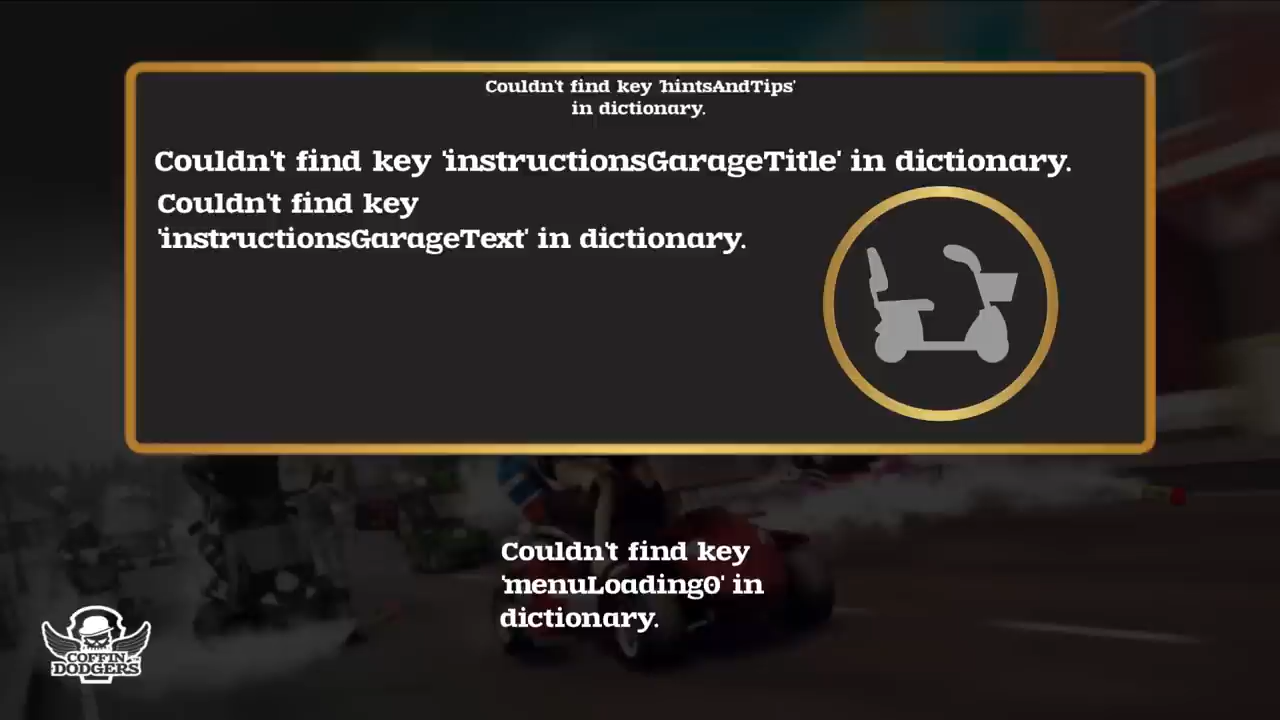 Couldn't find key 'hintsAndTips'
in dictionary.
Couldn't find key 'instructionsGarageTitle' in dictionary.
Couldn't find key
'instructionsGarageText' in dictionary.
Couldn't find key
'menuLoading0' in
dictionary.
COFFIN
DODGERS